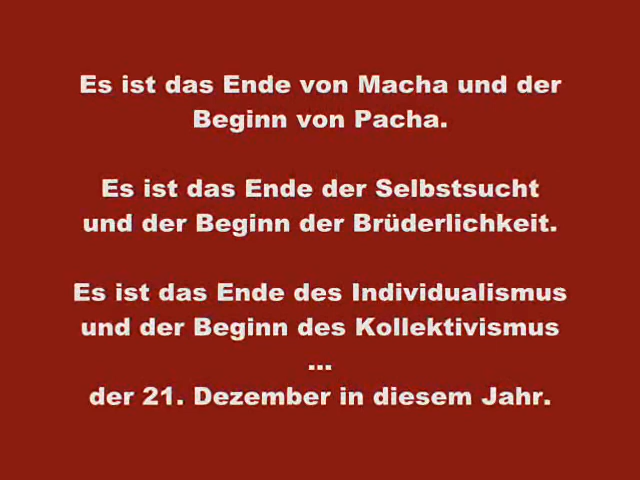 Es ist das Ende von Macha und der
Beginn von Pacha.
Es ist das Ende der Selbstsucht
und der Beginn der Brüderlichkeit.
Es ist das Ende des Individualismus
und der Beginn des Kollektivismus
...
der 21. Dezember in diesem Jahr.